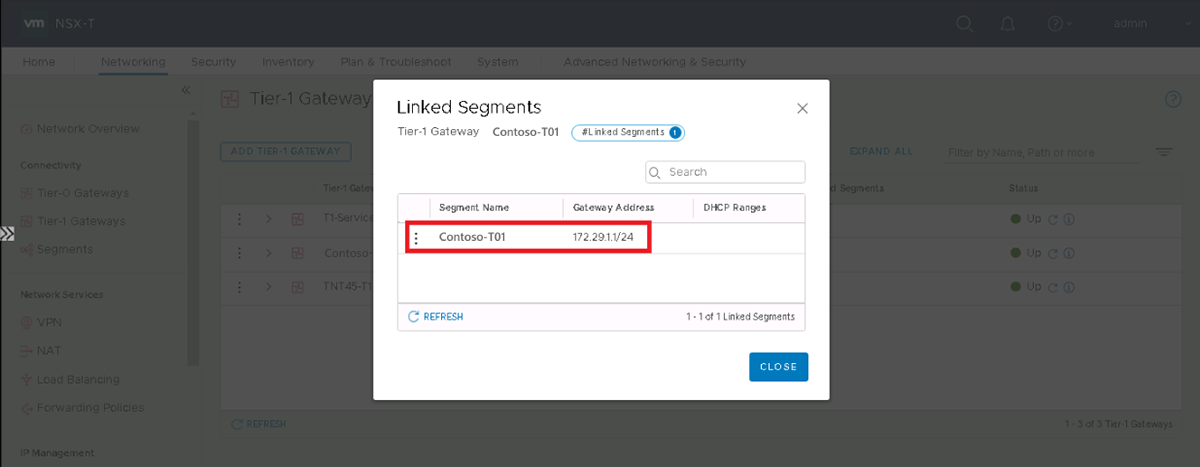 vm NSX-T admin
Home Networking Security Inventory Plan & Troubleshoot System Advanced Networking & Security
Tier-1 Gateway
Network Overview
Connectivity
Tier-0 Gateways
Tier-1 Gateways
Segments
Network Services
VPN
NAT
Load Balancing
Forwarding Policies
IP Management
ADD TIER-1 GATEWAY EXPAND ALL Filter by Name, Path or more
Segments Status
T1-Service Up
Contoso- Up
TNT45-T1 Up
REFRESH 1 - 3 of 3 Tier-1 Gateways
Linked Segments
Tier-1 Gateway Contoso-T01 #Linked Segments 1
Search
Segment Name Gateway Address DHCP Ranges
Contoso-T01 172.29.1.1/24
REFRESH 1 - 1 of 1 Linked Segments
CLOSE